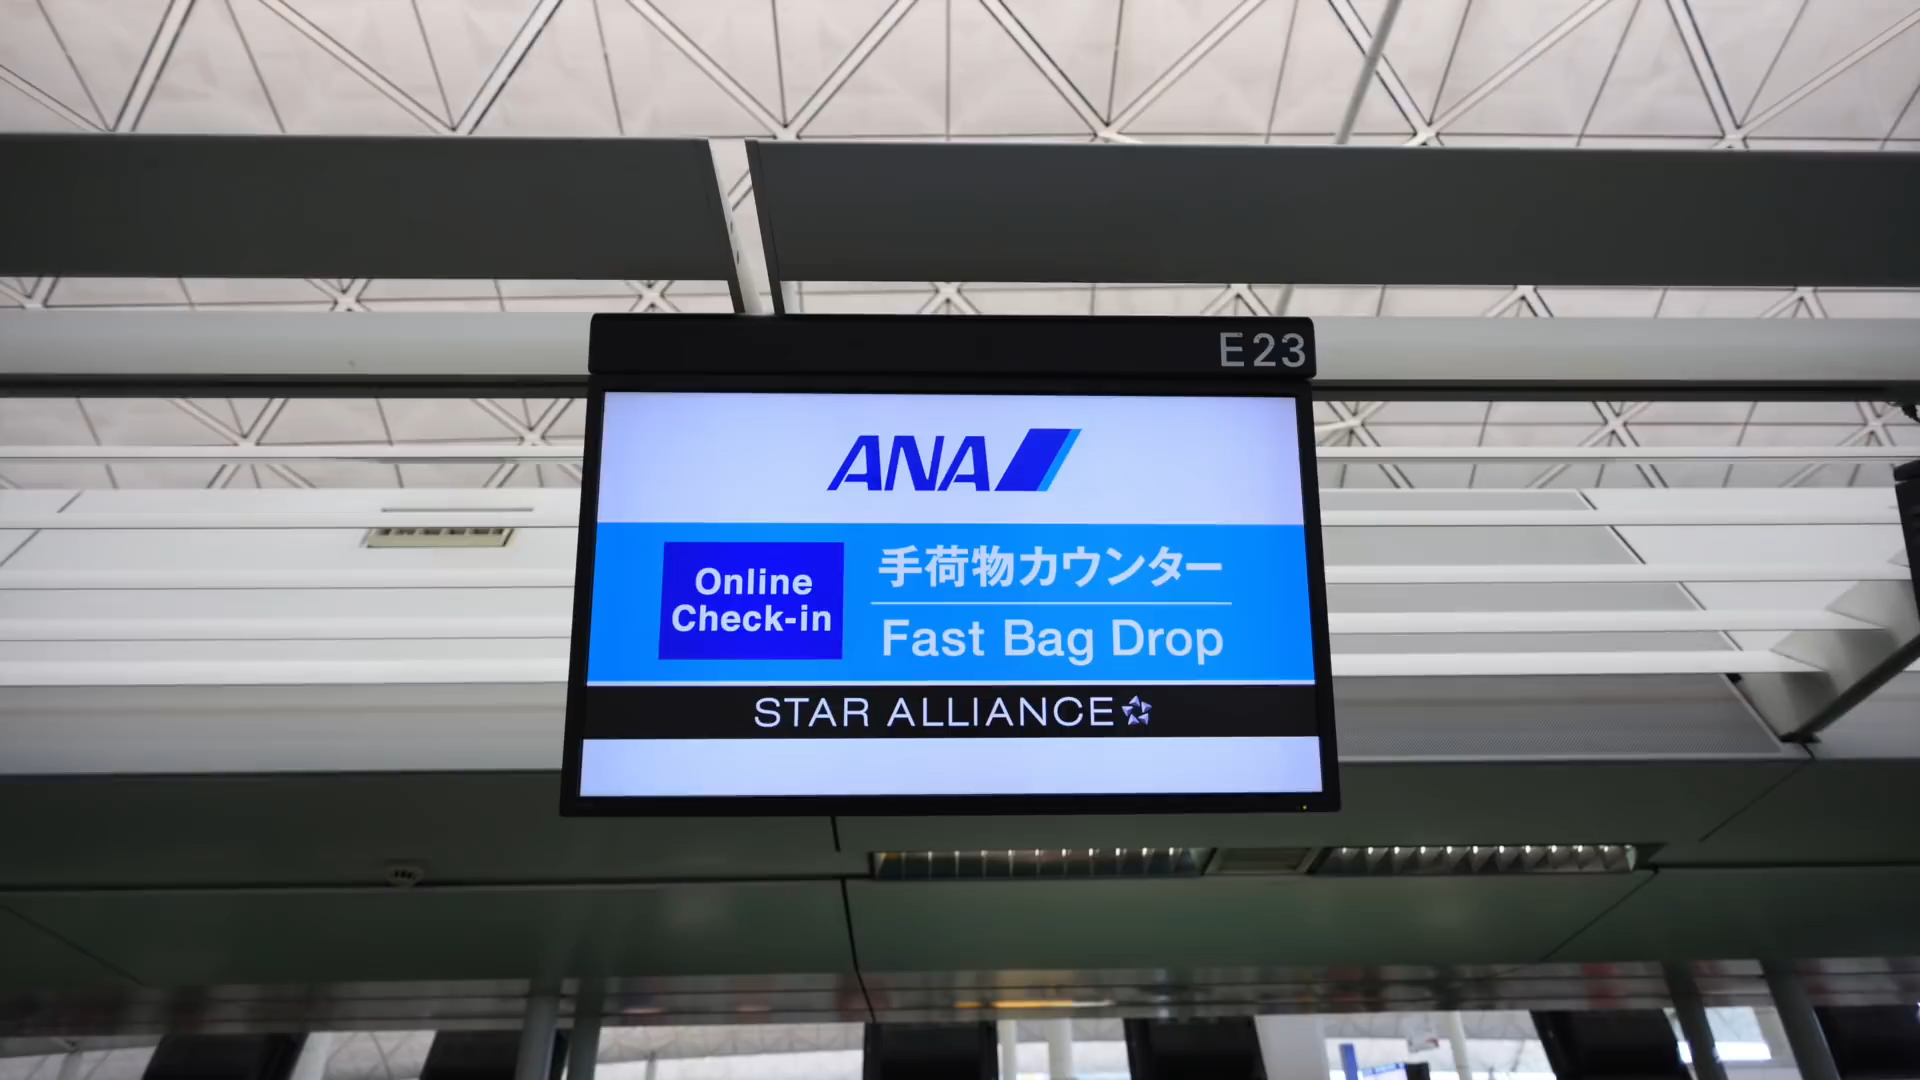 E23
ANA
Online
Check-in
手荷物カウンター
Fast Bag Drop
STAR ALLIANCE